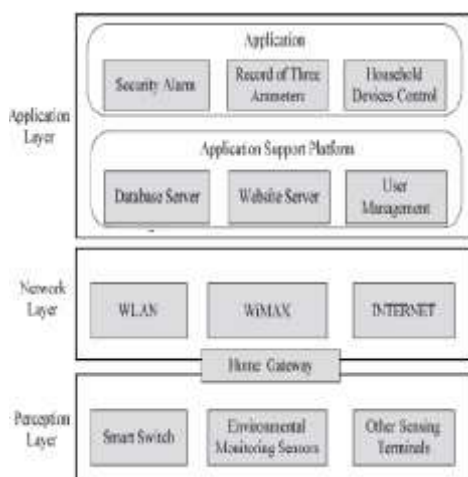 Application
Security Alarm
Record of Three
Ammeters
Household
Devices Control
Application
Layer
Application Support Platform
Database Server
Website Server
User
Management
Network
Layer
WLAN
WiMAX
INTERNET
Home Gateway
Perception
Layer
Smart Switch
Environmental
Monitoring Sensors
Other Sensing
Terminals